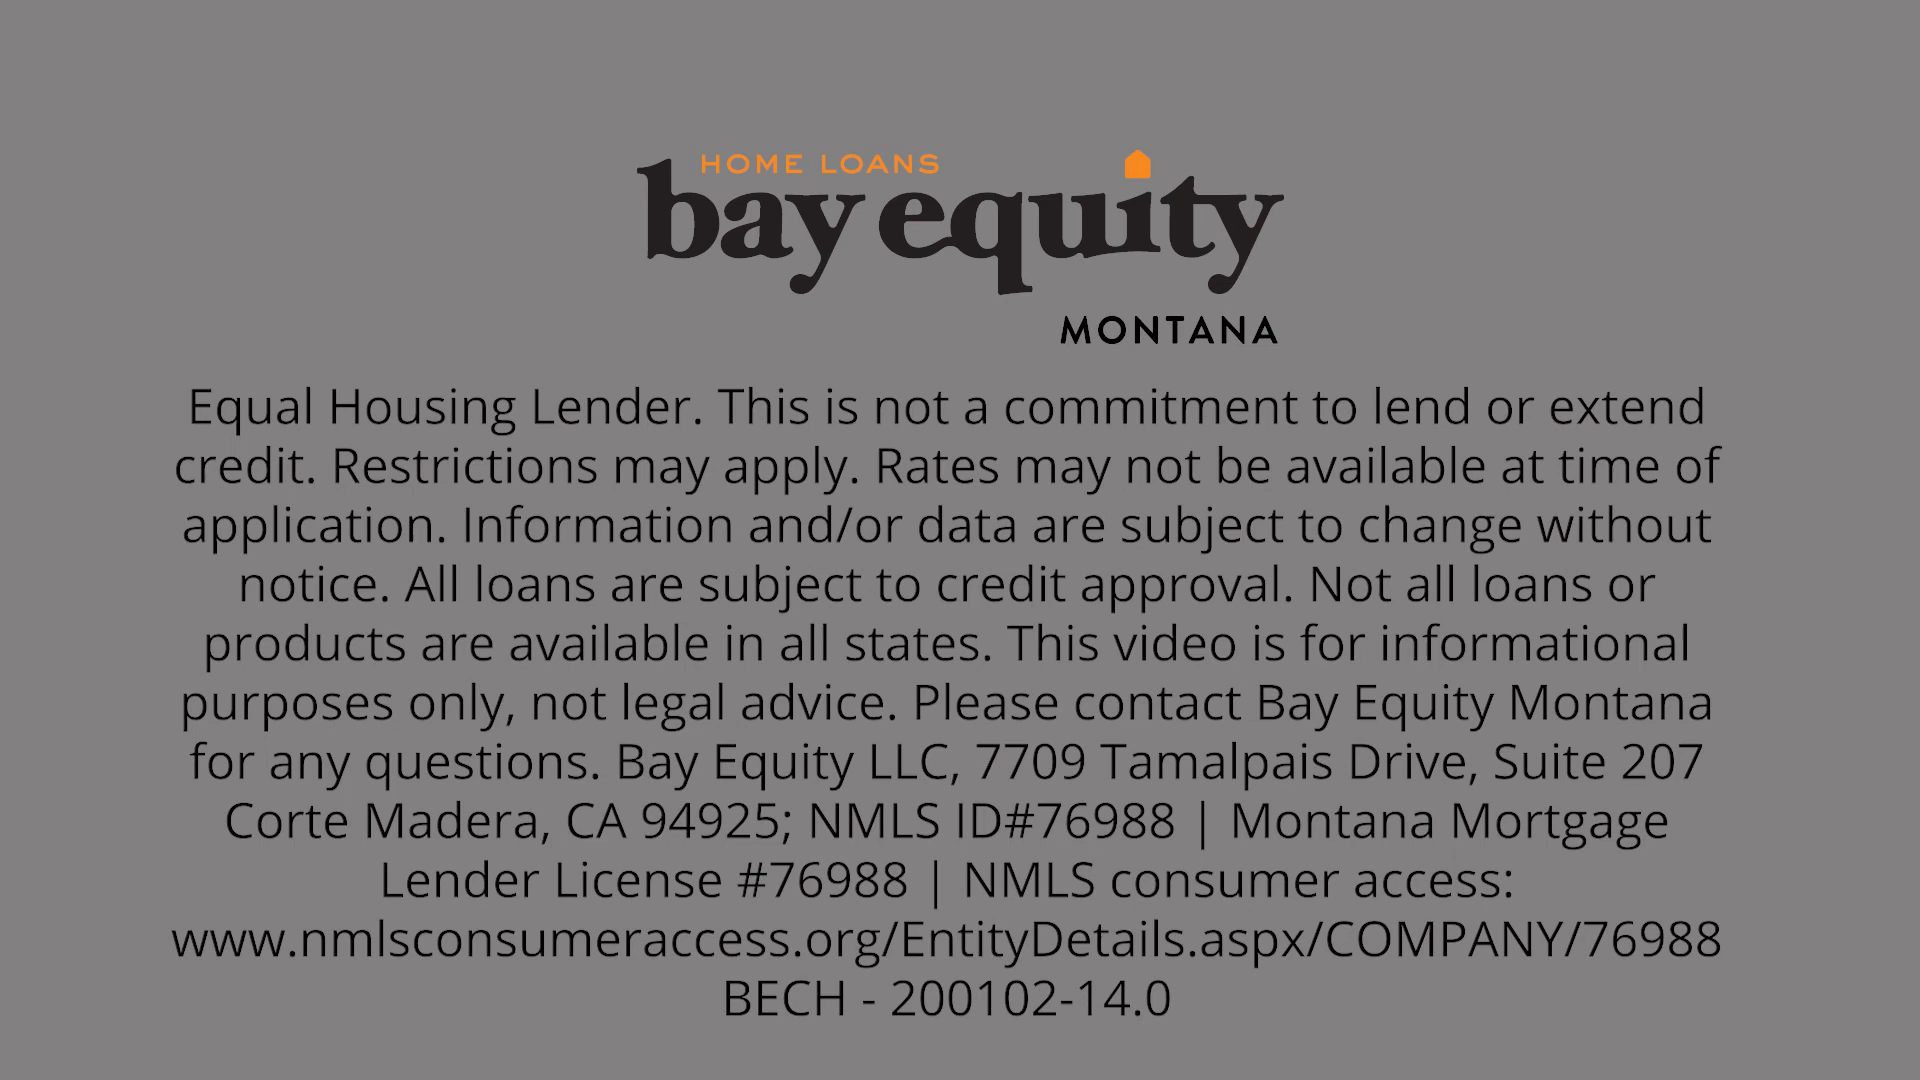 HOME LOANS
bay equity
MONTANA
Equal Housing Lender. This is not a commitment to lend or extend
credit. Restrictions may apply. Rates may not be available at time of
application. Information and/or data are subject to change without
notice. All loans are subject to credit approval. Not all loans or
products are available in all states. This video is for informational
purposes only, not legal advice. Please contact Bay Equity Montana
for any questions. Bay Equity LLC, 7709 Tamalpais Drive, Suite 207
Corte Madera, CA 94925; NMLS ID#76988 | Montana Mortgage
Lender License #76988 | NMLS consumer access:
www.nmlsconsumeraccess.org/EntityDetails.aspx/COMPANY/76988
BECH - 200102-14.0